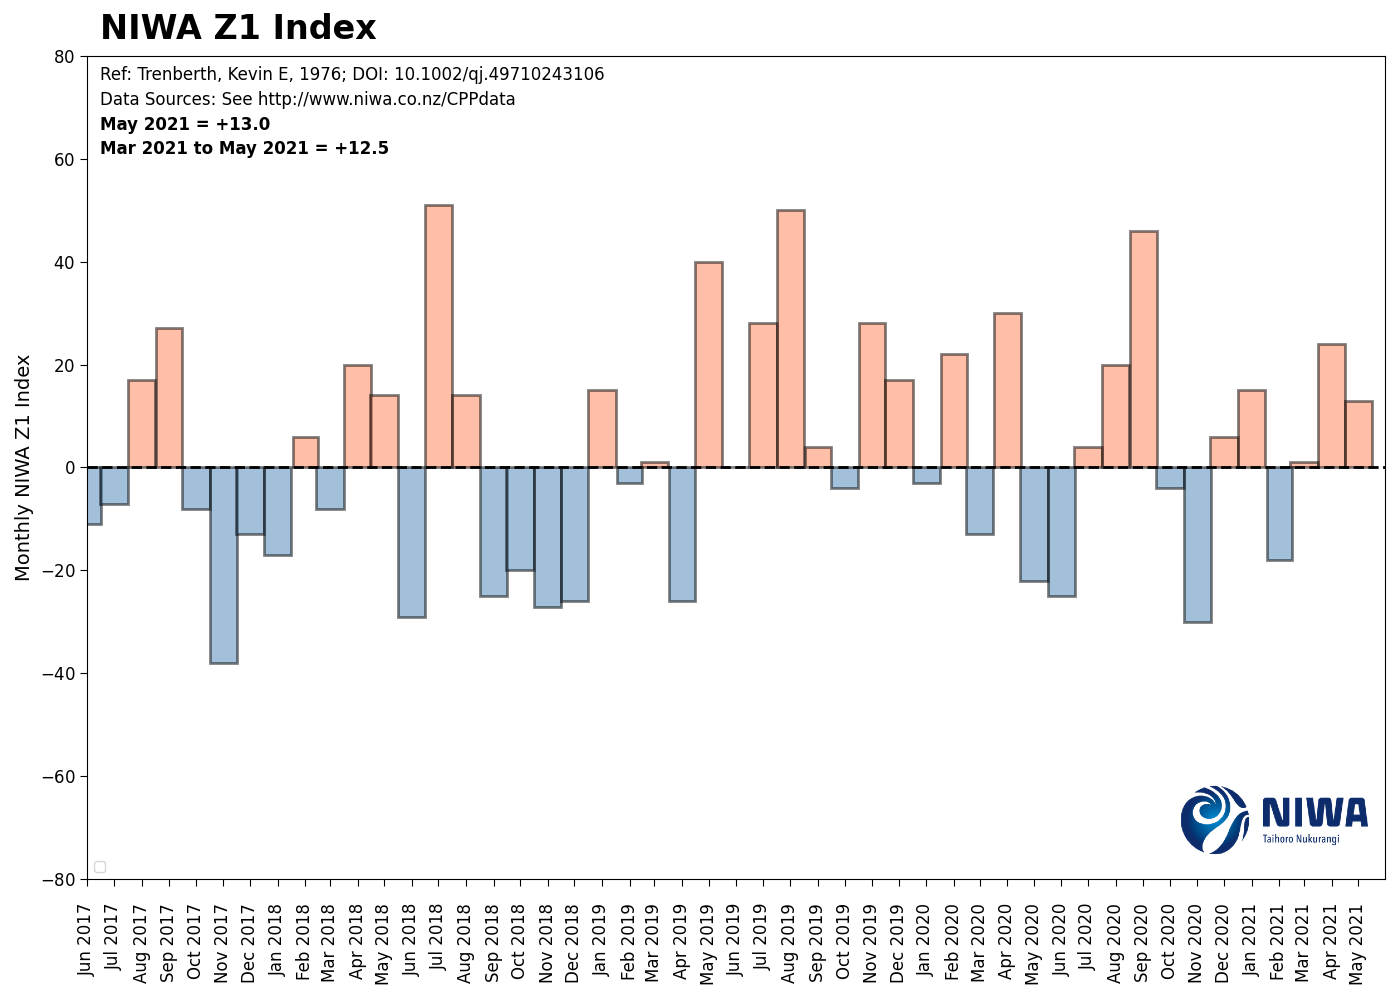 NIWA Z1 Index
Ref: Trenberth, Kevin E, 1976; DOI: 10.1002/qj.49710243106
Data Sources: See http://www.niwa.co.nz/CPPdata
May 2021 = +13.0
Mar 2021 to May 2021 = +12.5
Monthly NIWA Z1 Index
80
60
40
20
0
−20
−40
−60
−80
NIWA
Taihoro Nukurangi
Jun 2017
Jul 2017
Aug 2017
Sep 2017
Oct 2017
Nov 2017
Dec 2017
Jan 2018
Feb 2018
Mar 2018
Apr 2018
May 2018
Jun 2018
Jul 2018
Aug 2018
Sep 2018
Oct 2018
Nov 2018
Dec 2018
Jan 2019
Feb 2019
Mar 2019
Apr 2019
May 2019
Jun 2019
Jul 2019
Aug 2019
Sep 2019
Oct 2019
Nov 2019
Dec 2019
Jan 2020
Feb 2020
Mar 2020
Apr 2020
May 2020
Jun 2020
Jul 2020
Aug 2020
Sep 2020
Oct 2020
Nov 2020
Dec 2020
Jan 2021
Feb 2021
Mar 2021
Apr 2021
May 2021